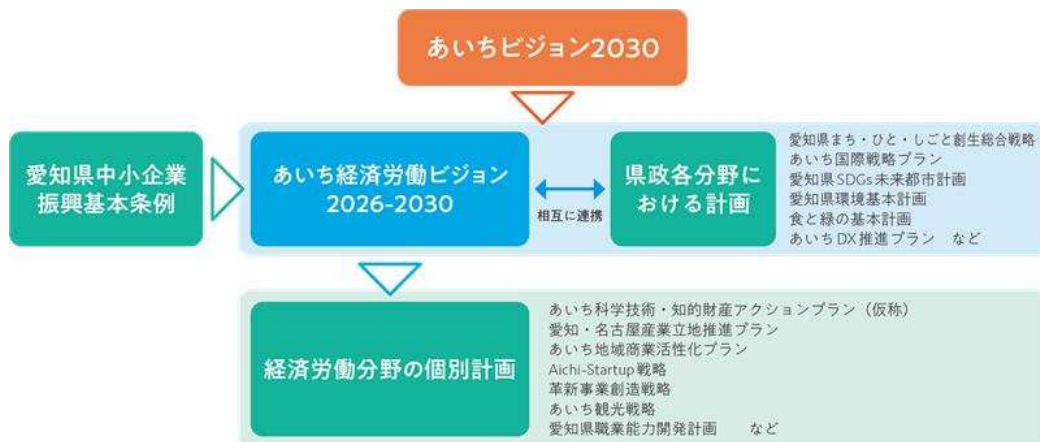 あいちビジョン2030
愛知県中小企業
振興基本条例
あいち経済労働ビジョン
2026-2030
相互に連携
県政各分野に
おける計画
愛知県まち・ひと・しごと創生総合戦略
あいち国際戦略プラン
愛知県SDGs未来都市計画
愛知県環境基本計画
食と緑の基本計画
あいちDX推進プラン　など
経済労働分野の個別計画
あいち科学技術・知的財産アクションプラン（仮称）
愛知・名古屋産業立地推進プラン
あいち地域商業活性化プラン
Aichi-Startup戦略
革新事業創造戦略
あいち観光戦略
愛知県職業能力開発計画　　など